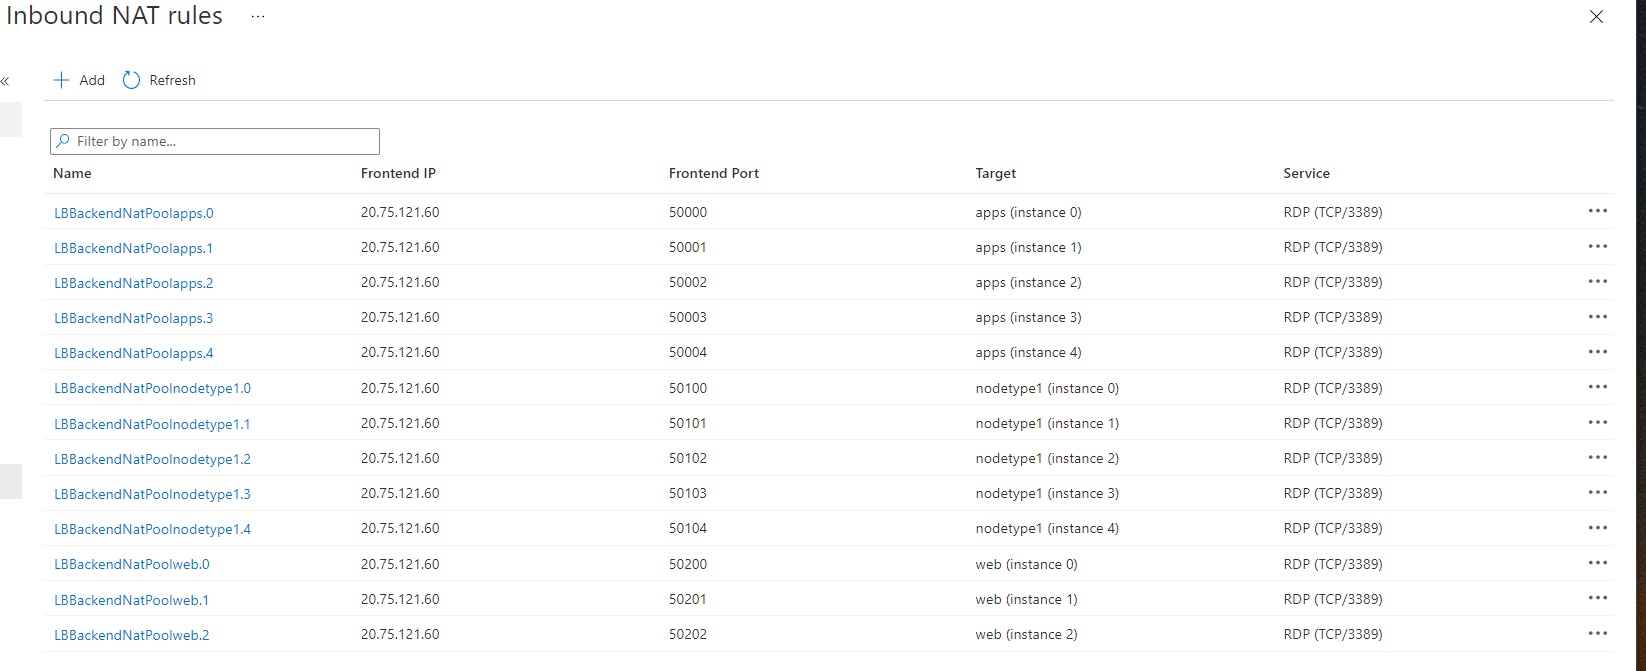 Inbound NAT rules ...
Add Refresh
Filter by name...
Name Frontend IP Frontend Port Target Service
LBBackendNatPoolapps.0 20.75.121.60 50000 apps (instance 0) RDP (TCP/3389)
LBBackendNatPoolapps.1 20.75.121.60 50001 apps (instance 1) RDP (TCP/3389)
LBBackendNatPoolapps.2 20.75.121.60 50002 apps (instance 2) RDP (TCP/3389)
LBBackendNatPoolapps.3 20.75.121.60 50003 apps (instance 3) RDP (TCP/3389)
LBBackendNatPoolapps.4 20.75.121.60 50004 apps (instance 4) RDP (TCP/3389)
LBBackendNatPoolnodetype1.0 20.75.121.60 50100 nodetype1 (instance 0) RDP (TCP/3389)
LBBackendNatPoolnodetype1.1 20.75.121.60 50101 nodetype1 (instance 1) RDP (TCP/3389)
LBBackendNatPoolnodetype1.2 20.75.121.60 50102 nodetype1 (instance 2) RDP (TCP/3389)
LBBackendNatPoolnodetype1.3 20.75.121.60 50103 nodetype1 (instance 3) RDP (TCP/3389)
LBBackendNatPoolnodetype1.4 20.75.121.60 50104 nodetype1 (instance 4) RDP (TCP/3389)
LBBackendNatPoolweb.0 20.75.121.60 50200 web (instance 0) RDP (TCP/3389)
LBBackendNatPoolweb.1 20.75.121.60 50201 web (instance 1) RDP (TCP/3389)
LBBackendNatPoolweb.2 20.75.121.60 50202 web (instance 2) RDP (TCP/3389)